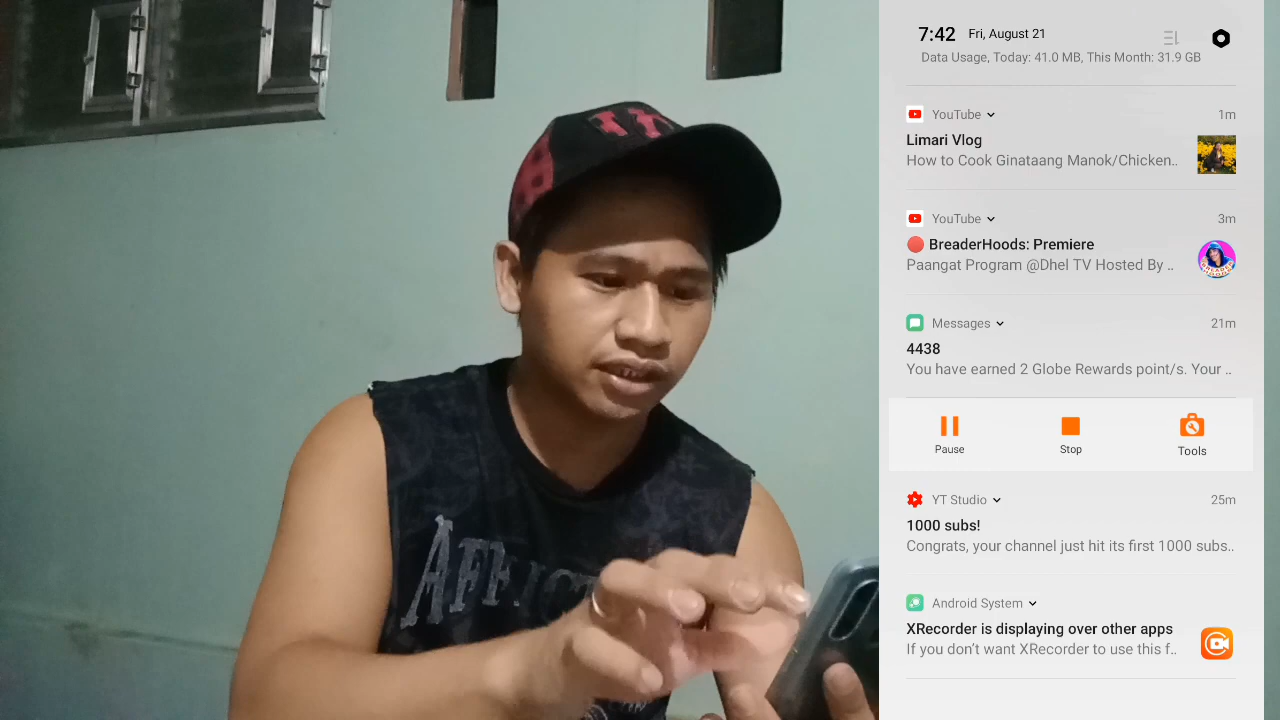 7:42 Fri, August 21
Data Usage, Today: 41.0 MB, This Month: 31.9 GB
YouTube 1m
Limari Vlog
How to Cook Ginataang Manok/Chicken..
YouTube 3m
BreaderHoods: Premiere
Paangat Program @Dhel TV Hosted By ..
Messages 21m
4438
You have earned 2 Globe Rewards point/s. Your ..
Pause Stop Tools
YT Studio 25m
1000 subs!
Congrats, your channel just hit its first 1000 subs..
Android System
XRecorder is displaying over other apps
If you don't want XRecorder to use this f..